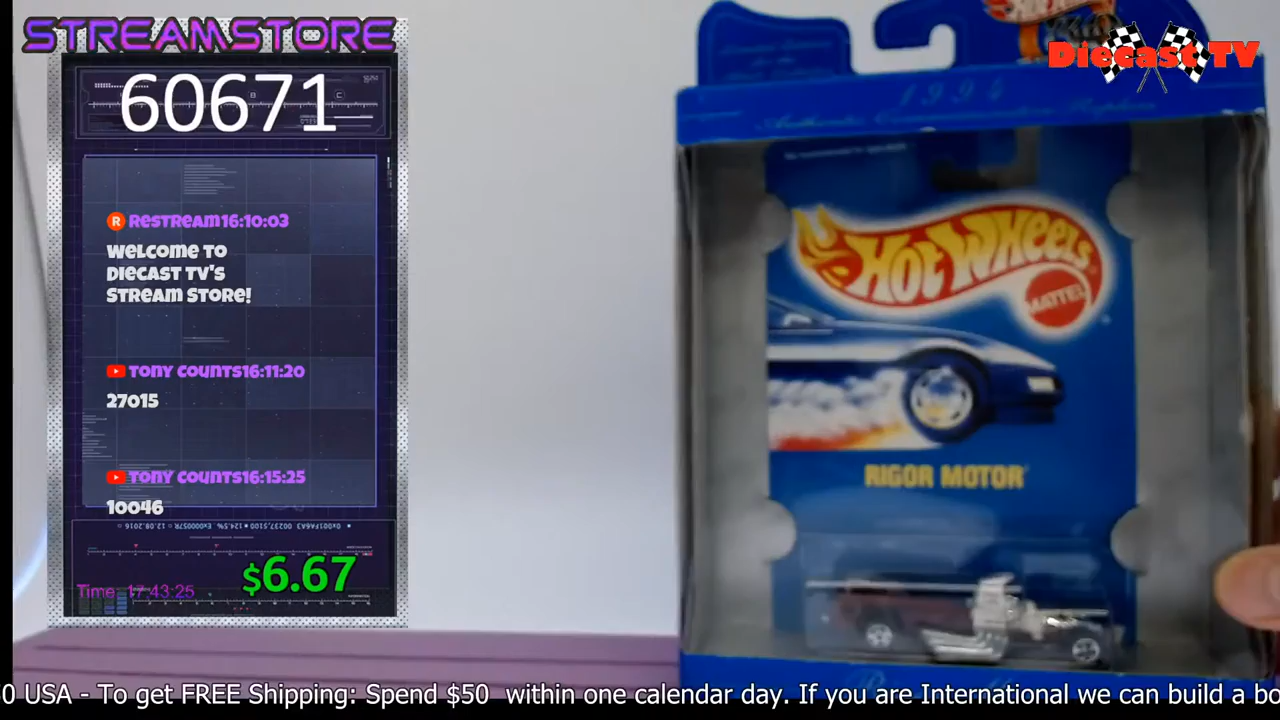 STREAMSTORE
60671
R Restream16:10:03
Welcome to
Diecast TV's
Stream Store!
Tony Counts16:11:20
27015
Tony Counts16:15:25
10046
Time: 17:43:25
$6.67
Diecast TV
1994
HOT WHEELS
MATTEL
RIGOR MOTOR
0 USA - To get FREE Shipping: Spend $50 within one calendar day. If you are International we can build a bo